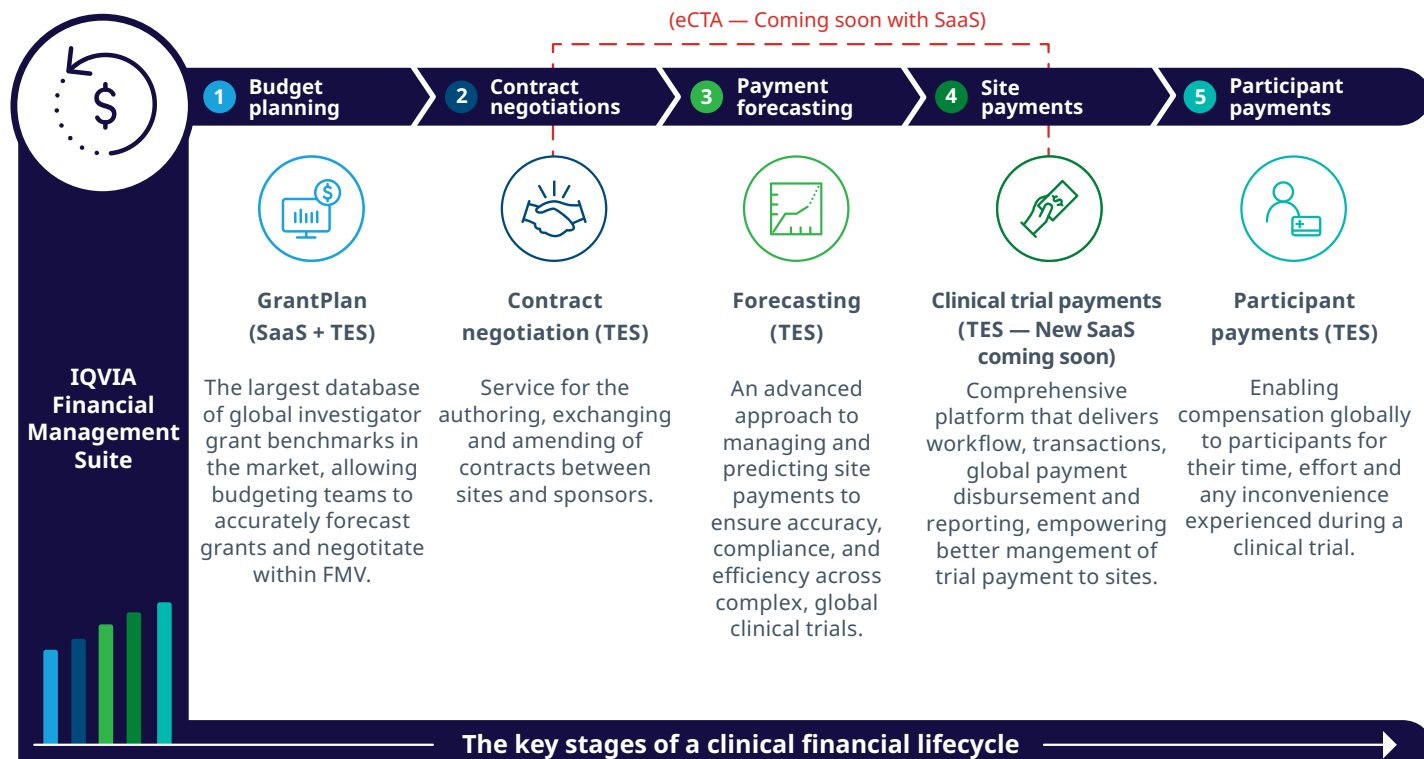 (eCTA — Coming soon with SaaS)
$
1
Budget
planning
2
Contract
negotiations
3
Payment
forecasting
4
Site
payments
5
Participant
payments
$
$
GrantPlan
(SaaS + TES)
The largest database
of global investigator
grant benchmarks in
the market, allowing
budgeting teams to
accurately forecast
grants and negotitate
within FMV.
Contract
negotiation (TES)
Service for the
authoring, exchanging
and amending of
contracts between
sites and sponsors.
Forecasting
(TES)
An advanced
approach to
managing and
predicting site
payments to
ensure accuracy,
compliance, and
efficiency across
complex, global
clinical trials.
Clinical trial payments
(TES — New SaaS
coming soon)
Comprehensive
platform that delivers
workflow, transactions,
global payment
disbursement and
reporting, empowering
better mangement of
trial payment to sites.
Participant
payments (TES)
Enabling
compensation globally
to participants for
their time, effort and
any inconvenience
experienced during a
clinical trial.
IQVIA
Financial
Management
Suite
The key stages of a clinical financial lifecycle